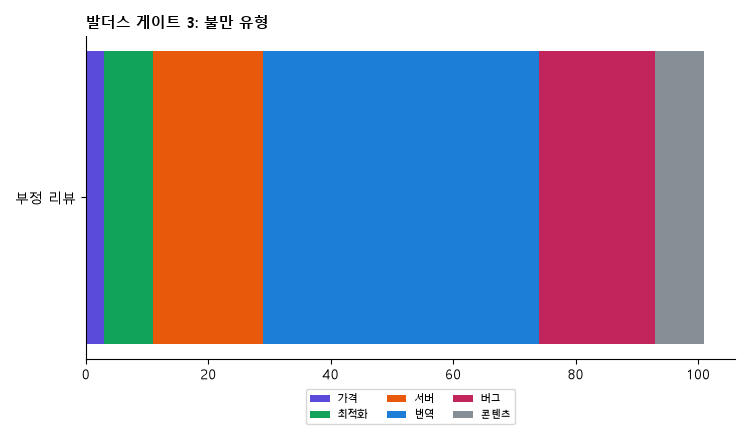 발더스 게이트 3: 불만 유형
부정 리뷰
0 20 40 60 80 100
가격 서버 버그
최적화 번역 콘텐츠